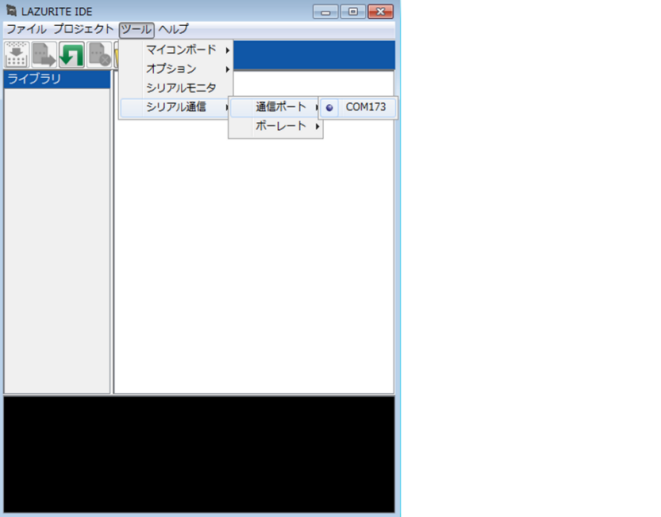 LAZURITE IDE
ファイル プロジェクト ツール ヘルプ
マイコンボード
オプション
シリアルモニタ
シリアル通信
通信ポート
COM173
ボーレート
ライブラリ